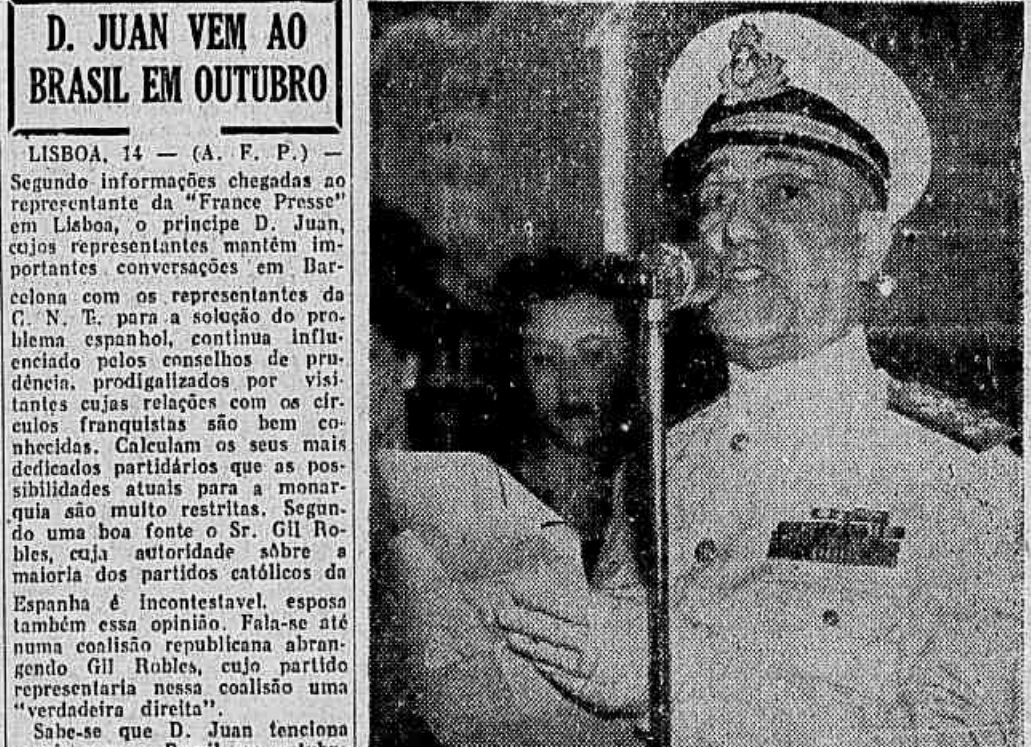 D. JUAN VEM AO
BRASIL EM OUTUBRO
LISBOA, 14 — (A. F. P.) —
Segundo informações chegadas ao
representante da "France Presse"
em Lisboa, o principe D. Juan,
cujos representantes mantêm im-
portantes conversações em Bar-
celona com os representantes da
C. N. T. para a solução do pro-
blema espanhol, continua influ-
enciado pelos conselhos de pru-
dência, prodigalizados por visi-
tantes cujas relações com os cír-
culos franquistas são bem co-
nhecidas. Calculam os seus mais
dedicados partidários que as pos-
sibilidades atuais para a monar-
quia são muito restritas. Segun-
do uma boa fonte o Sr. Gil Ro-
bles, cuja autoridade sôbre a
maioria dos partidos católicos da
Espanha é incontestavel, esposa
também essa opinião. Fala-se até
numa coalisão republicana abran-
gendo Gil Robles, cujo partido
representaria nessa coalisão uma
"verdadeira direita".
Sabe-se que D. Juan tenciona